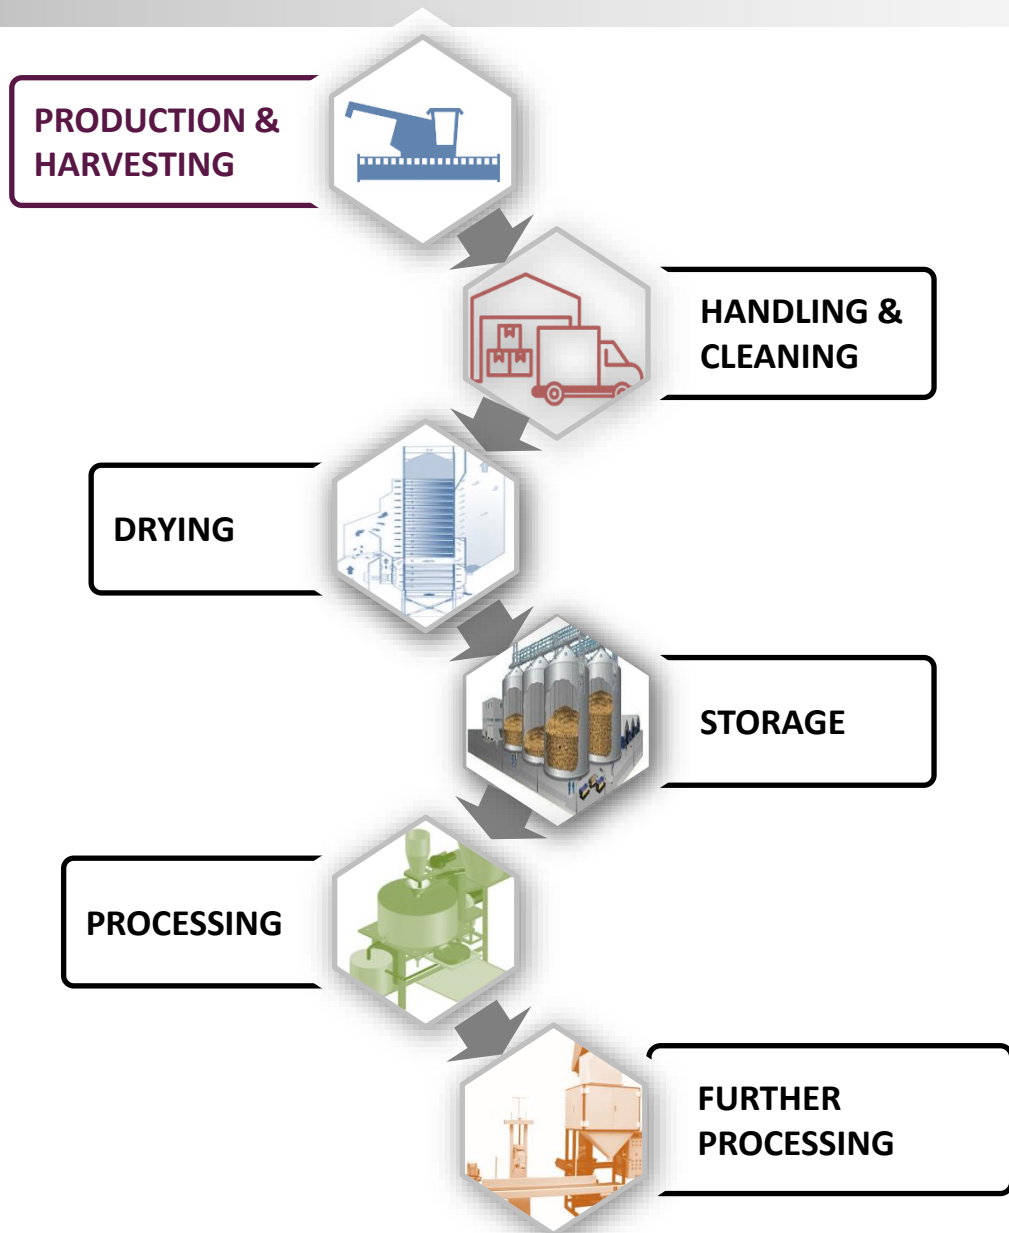 PRODUCTION &
HARVESTING
HANDLING &
CLEANING
DRYING
STORAGE
PROCESSING
FURTHER
PROCESSING